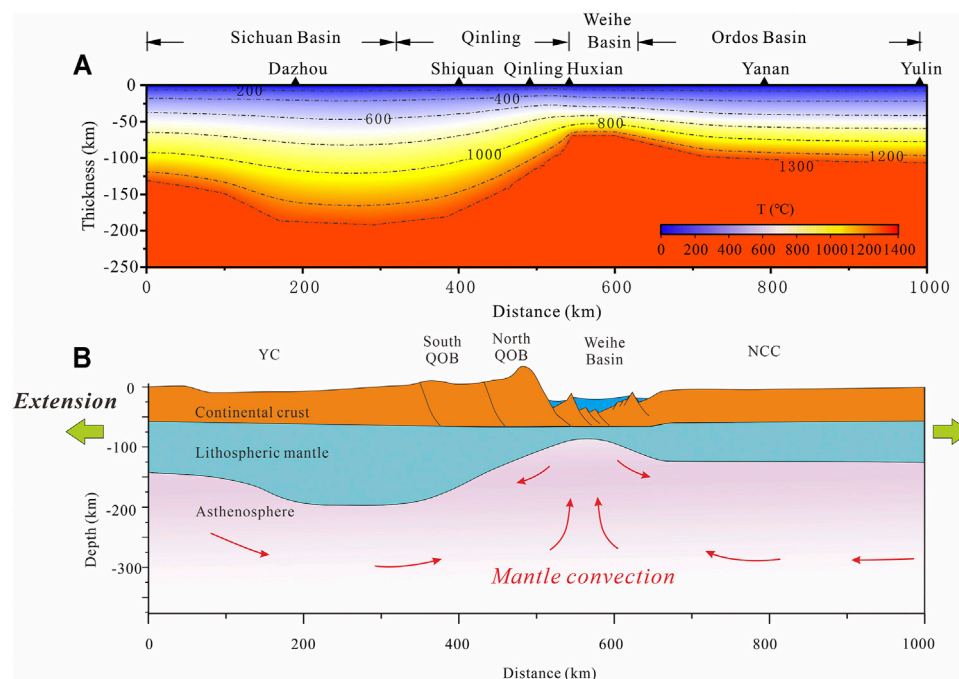 Weihe
Sichuan Basin Qinling Basin Ordos Basin
A Dazhou Shiquan Qinling Huxian Yanan Yulin
0
-50
-100
-150
-200
-250
Thickness (km)
200
400
600
800
1000
1200
1300
T (℃)
0 200 400 600 800 1000 1200 1400
0 200 400 600 800 1000
Distance (km)
B YC South QOB North QOB Weihe Basin NCC
Extension
0
-100
-200
-300
Depth (km)
Continental crust
Lithospheric mantle
Asthenosphere
Mantle convection
0 200 400 600 800 1000
Distance (km)